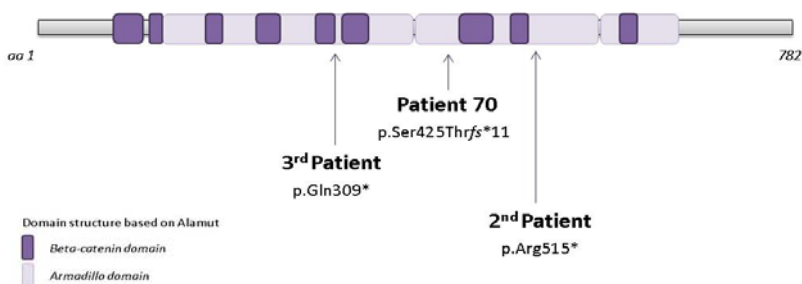 aa 1
782
Patient 70
p.Ser425Thrfs*11
3rd Patient
p.Gln309*
2nd Patient
p.Arg515*
Domain structure based on Alamut
Beta-catenin domain
Armadillo domain